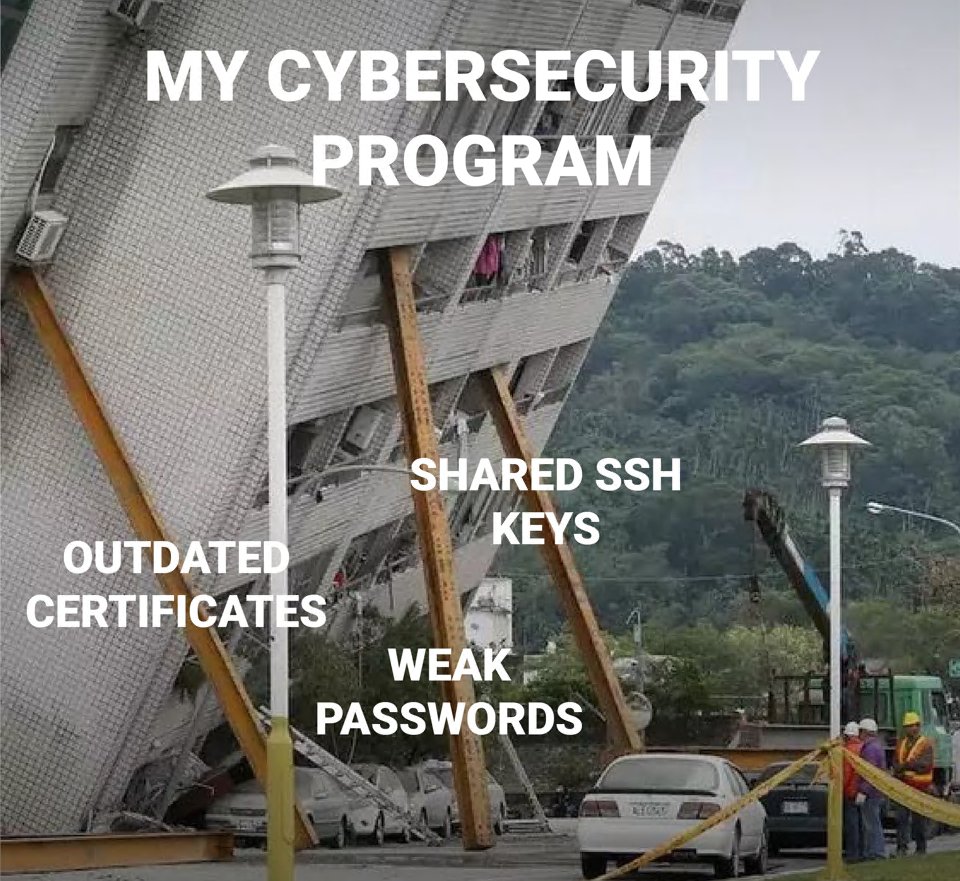 MY CYBERSECURITY
PROGRAM
SHARED SSH
KEYS
OUTDATED
CERTIFICATES
WEAK
PASSWORDS